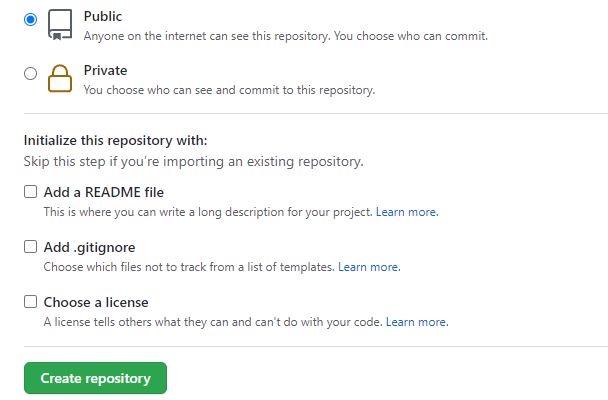 Public
Anyone on the internet can see this repository. You choose who can commit.
Private
You choose who can see and commit to this repository.
Initialize this repository with:
Skip this step if you're importing an existing repository.
Add a README file
This is where you can write a long description for your project. Learn more.
Add .gitignore
Choose which files not to track from a list of templates. Learn more.
Choose a license
A license tells others what they can and can't do with your code. Learn more.
Create repository